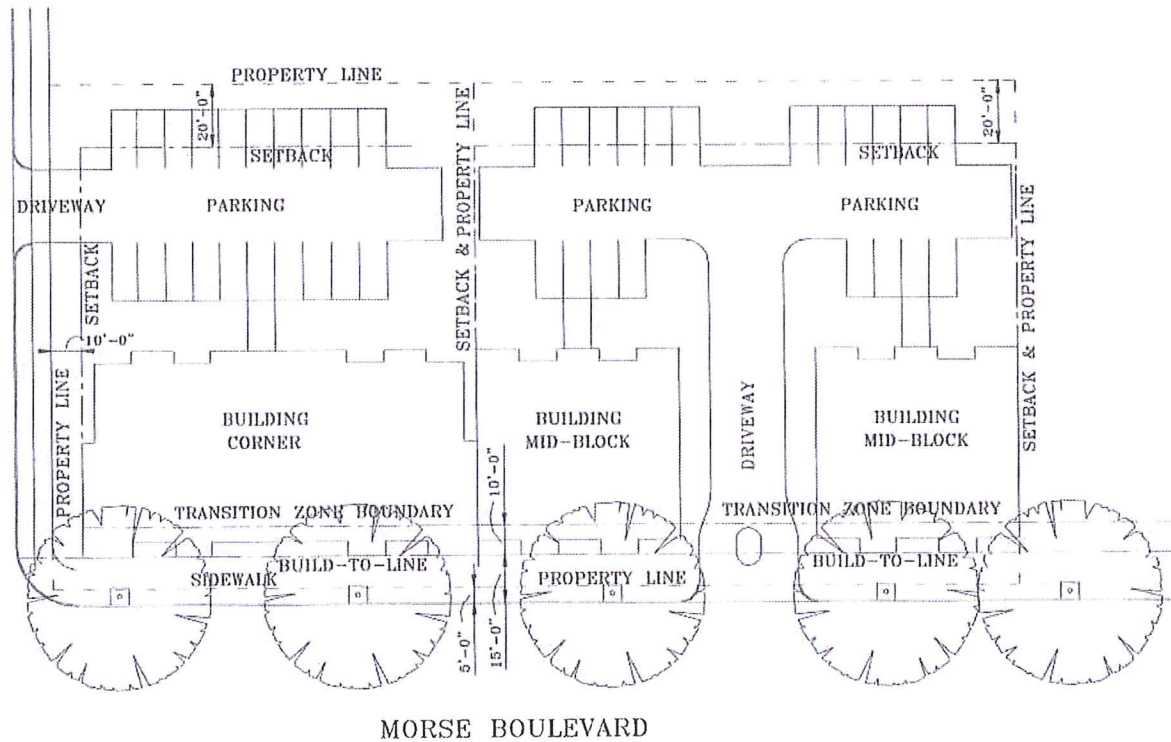 PROPERTY LINE
20'-0"
20'-0"
SETBACK
SETBACK
DRIVEWAY
PARKING
PARKING
PARKING
SETBACK & PROPERTY LINE
SETBACK & PROPERTY LINE
SETBACK
10'-0"
PROPERTY LINE
BUILDING
CORNER
BUILDING
MID-BLOCK
DRIVEWAY
BUILDING
MID-BLOCK
10'-0"
TRANSITION ZONE BOUNDARY
TRANSITION ZONE BOUNDARY
BUILD-TO-LINE
BUILD-TO-LINE
SIDEWALK
PROPERTY LINE
5'-0"
15'-0"
MORSE BOULEVARD